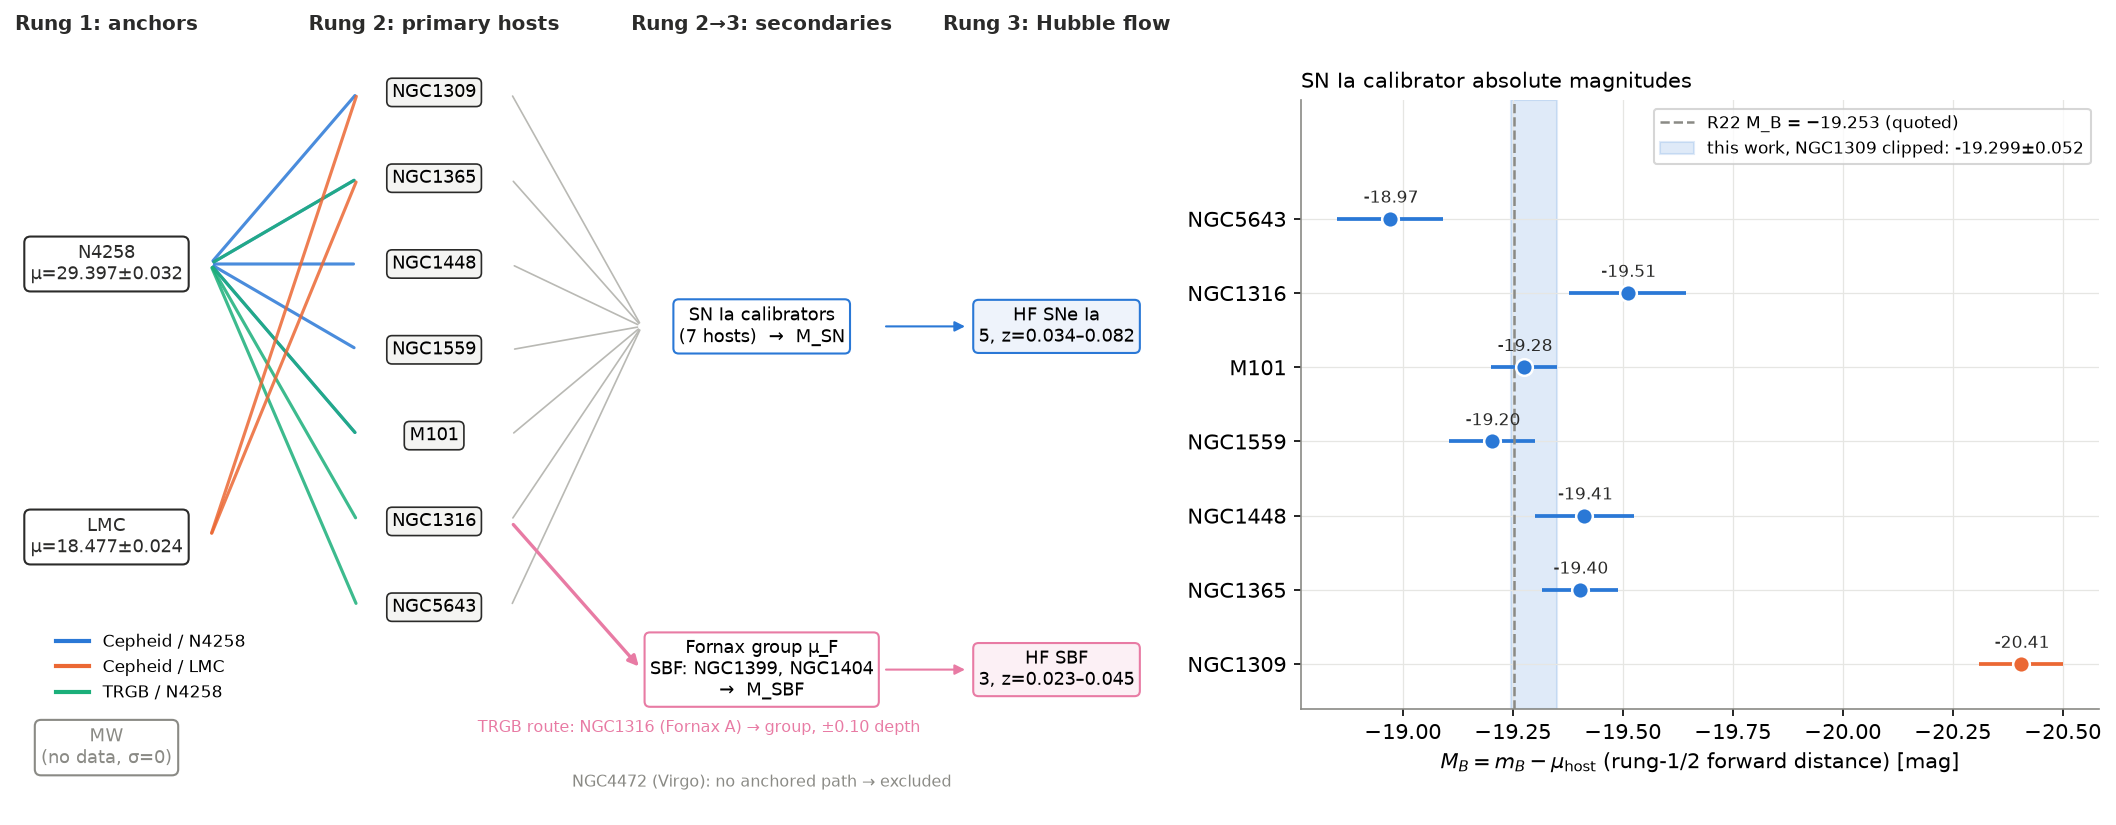 Rung 1: anchors
Rung 2: primary hosts
Rung 2→3: secondaries
Rung 3: Hubble flow
N4258
μ=29.397±0.032
LMC
μ=18.477±0.024
Cepheid / N4258
Cepheid / LMC
TRGB / N4258
MW
(no data, σ=0)
NGC1309
NGC1365
NGC1448
NGC1559
M101
NGC1316
NGC5643
SN Ia calibrators
(7 hosts) → M_SN
HF SNe Ia
5, z=0.034–0.082
Fornax group μ_F
SBF: NGC1399, NGC1404
→ M_SBF
HF SBF
3, z=0.023–0.045
TRGB route: NGC1316 (Fornax A) → group, ±0.10 depth
NGC4472 (Virgo): no anchored path → excluded
SN Ia calibrator absolute magnitudes
R22 M_B = −19.253 (quoted)
this work, NGC1309 clipped: -19.299±0.052
NGC5643
-18.97
NGC1316
-19.51
M101
-19.28
NGC1559
-19.20
NGC1448
-19.41
NGC1365
-19.40
NGC1309
-20.41
−19.00 −19.25 −19.50 −19.75 −20.00 −20.25 −20.50
M_B = m_B − μ_host (rung-1/2 forward distance) [mag]